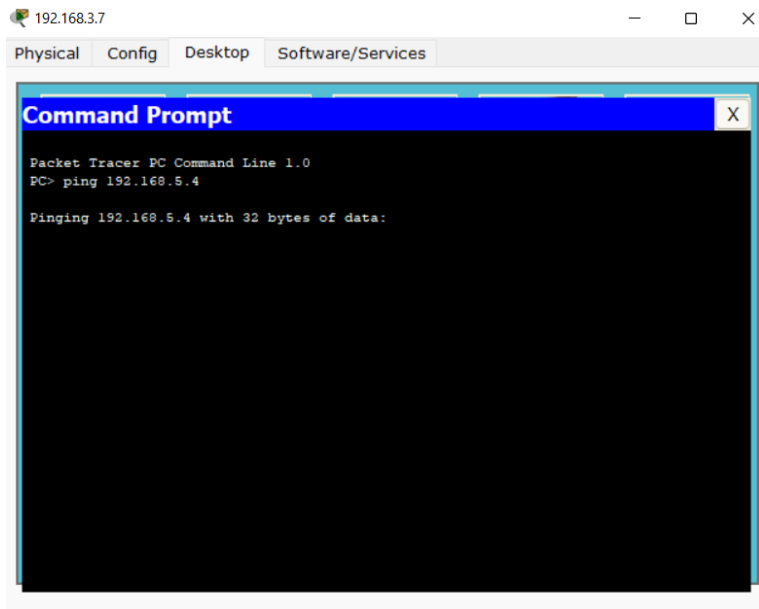 192.168.3.7
Physical Config Desktop Software/Services
Command Prompt X
Packet Tracer PC Command Line 1.0
PC> ping 192.168.5.4
Pinging 192.168.5.4 with 32 bytes of data: